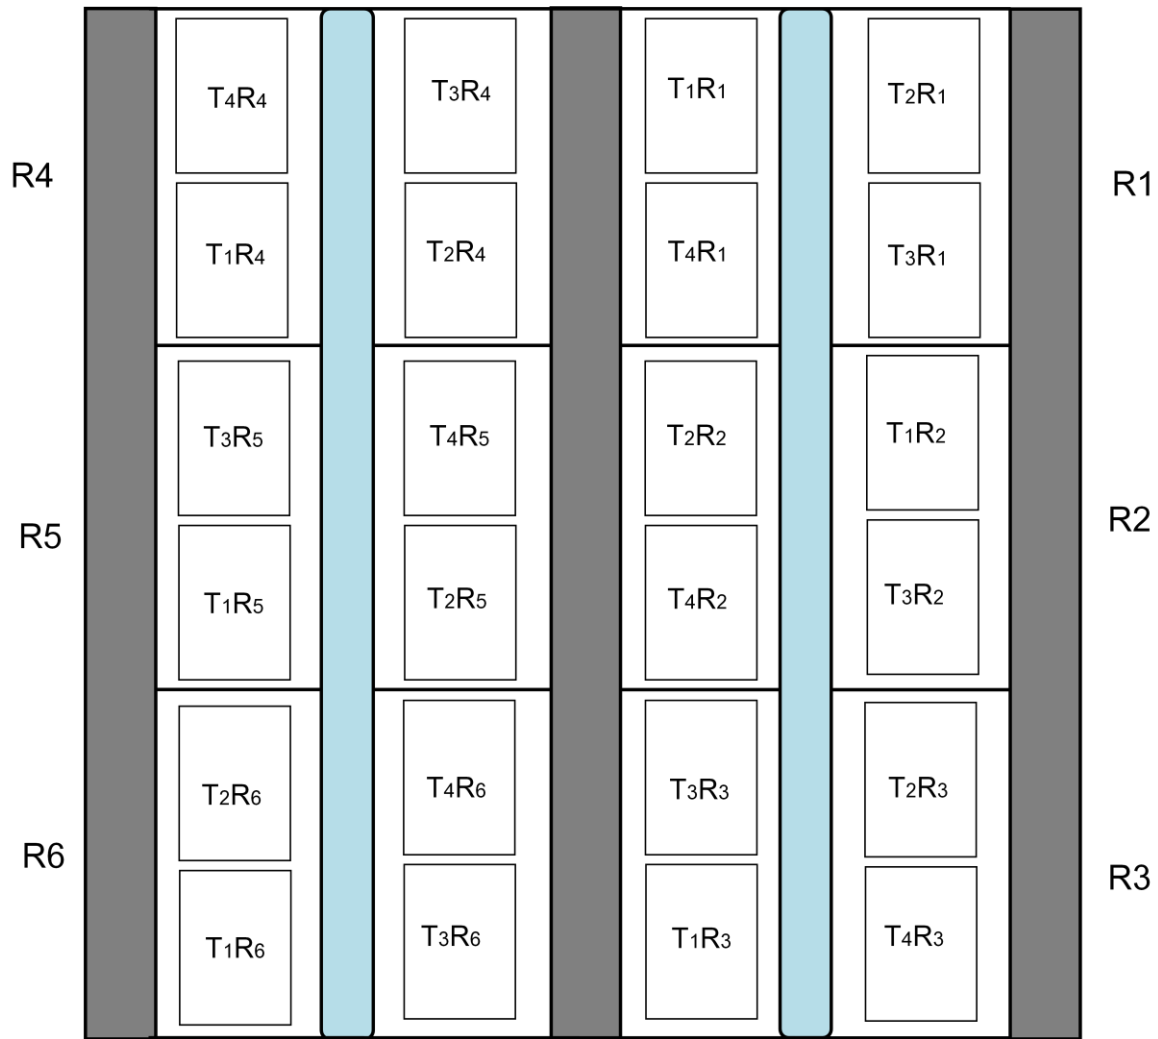 T4R4 T3R4 T1R1 T2R1
R4 R1
T1R4 T2R4 T4R1 T3R1
T3R5 T4R5 T2R2 T1R2
R5 R2
T1R5 T2R5 T4R2 T3R2
T2R6 T4R6 T3R3 T2R3
R6 R3
T1R6 T3R6 T1R3 T4R3